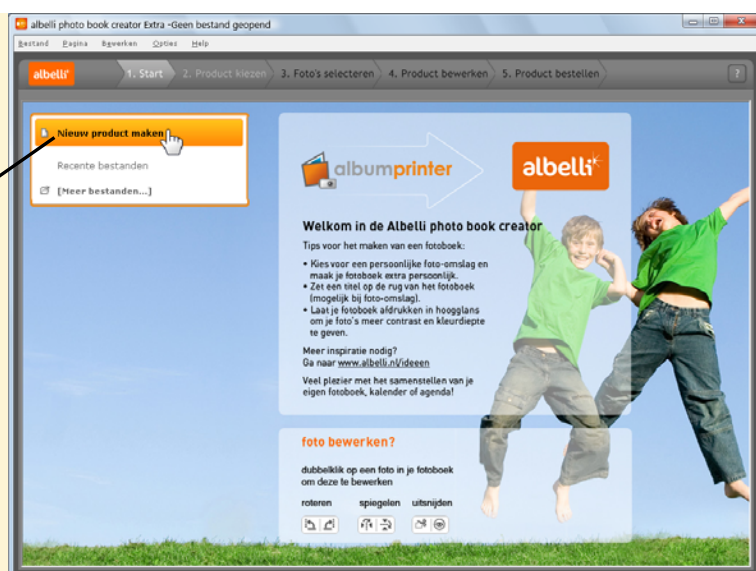 albelli photo book creator Extra -Geen bestand geopend
Bestand Pagina Bewerken Opties Help
albelli 1. Start 2. Product kiezen 3. Foto's selecteren 4. Product bewerken 5. Product bestellen ?
Nieuw product maken
Recente bestanden
[Meer bestanden...]
albumprinter albelli
Welkom in de Albelli photo book creator
Tips voor het maken van een fotoboek:
• Kies voor een persoonlijke foto-omslag en
maak je fotoboek extra persoonlijk.
• Zet een titel op de rug van het fotoboek
(mogelijk bij foto-omslag).
• Laat je fotoboek afdrukken in hoogglans
om je foto's meer contrast en kleurdiepte
te geven.
Meer inspiratie nodig?
Ga naar www.albelli.nl/ideeen
Veel plezier met het samenstellen van je
eigen fotoboek, kalender of agenda!
foto bewerken?
dubbelklik op een foto in je fotoboek
om deze te bewerken
roteren spiegelen uitsnijden